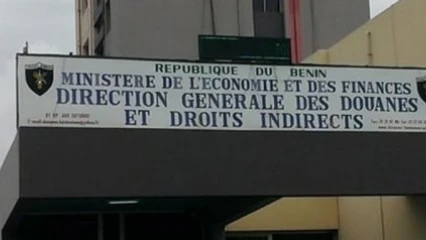 REPUBLIQUE DU BENIN
MINISTERE DE L'ECONOMIE ET DES FINANCES
DIRECTION GENERALE DES DOUANES
ET DROITS INDIRECTS